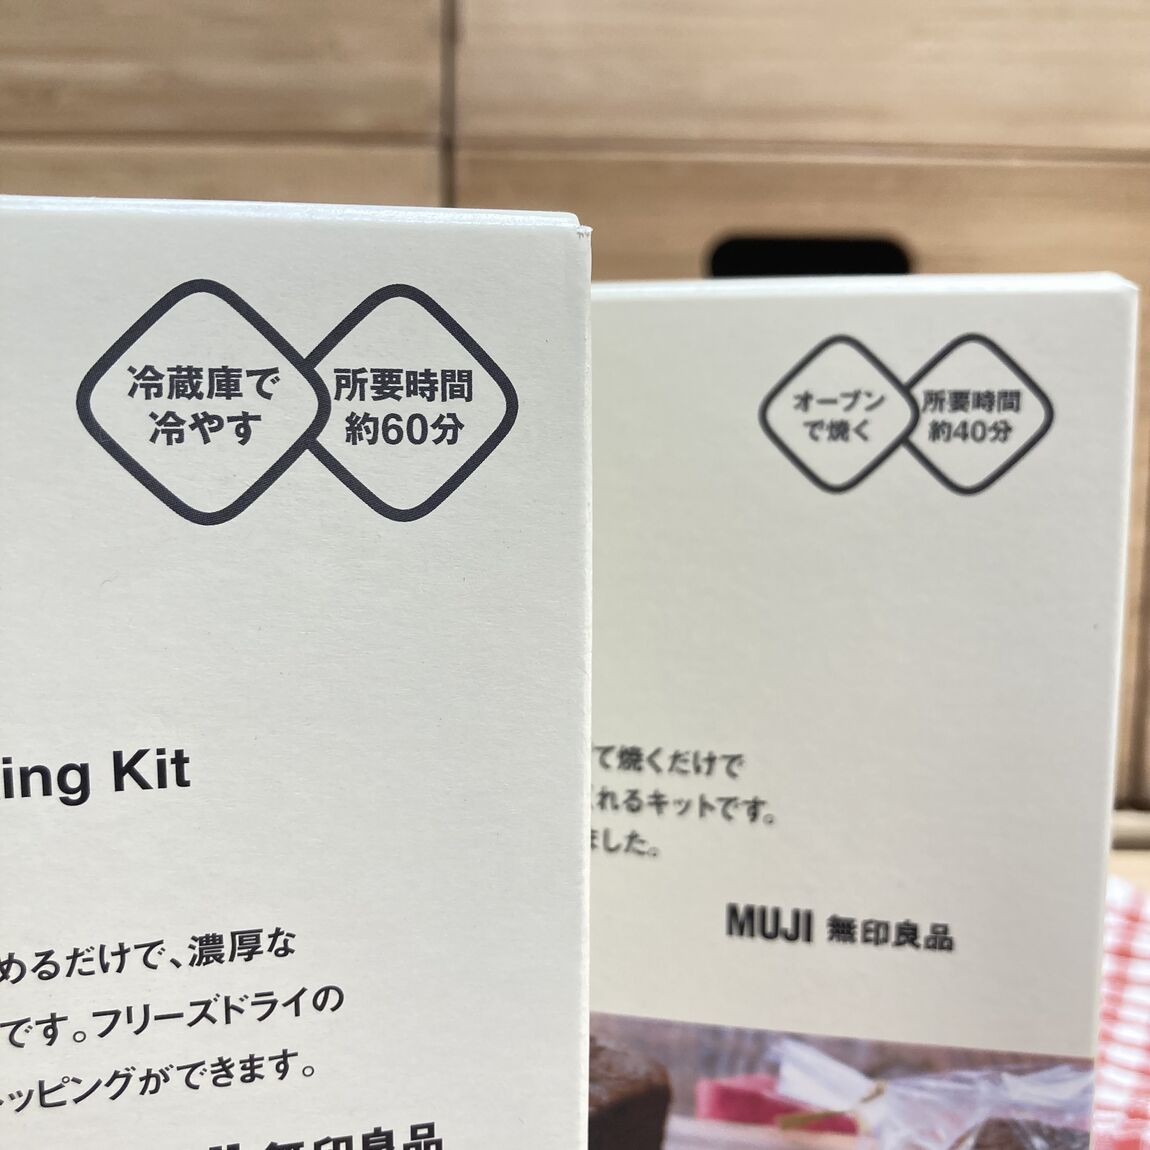 冷蔵庫で
冷やす
所要時間
約60分
ing Kit
めるだけで、濃厚な
です。フリーズドライの
ッピングができます。
無印良品
オーブン
で焼く
所要時間
約40分
て焼くだけで
れるキットです。
ました。
MUJI 無印良品